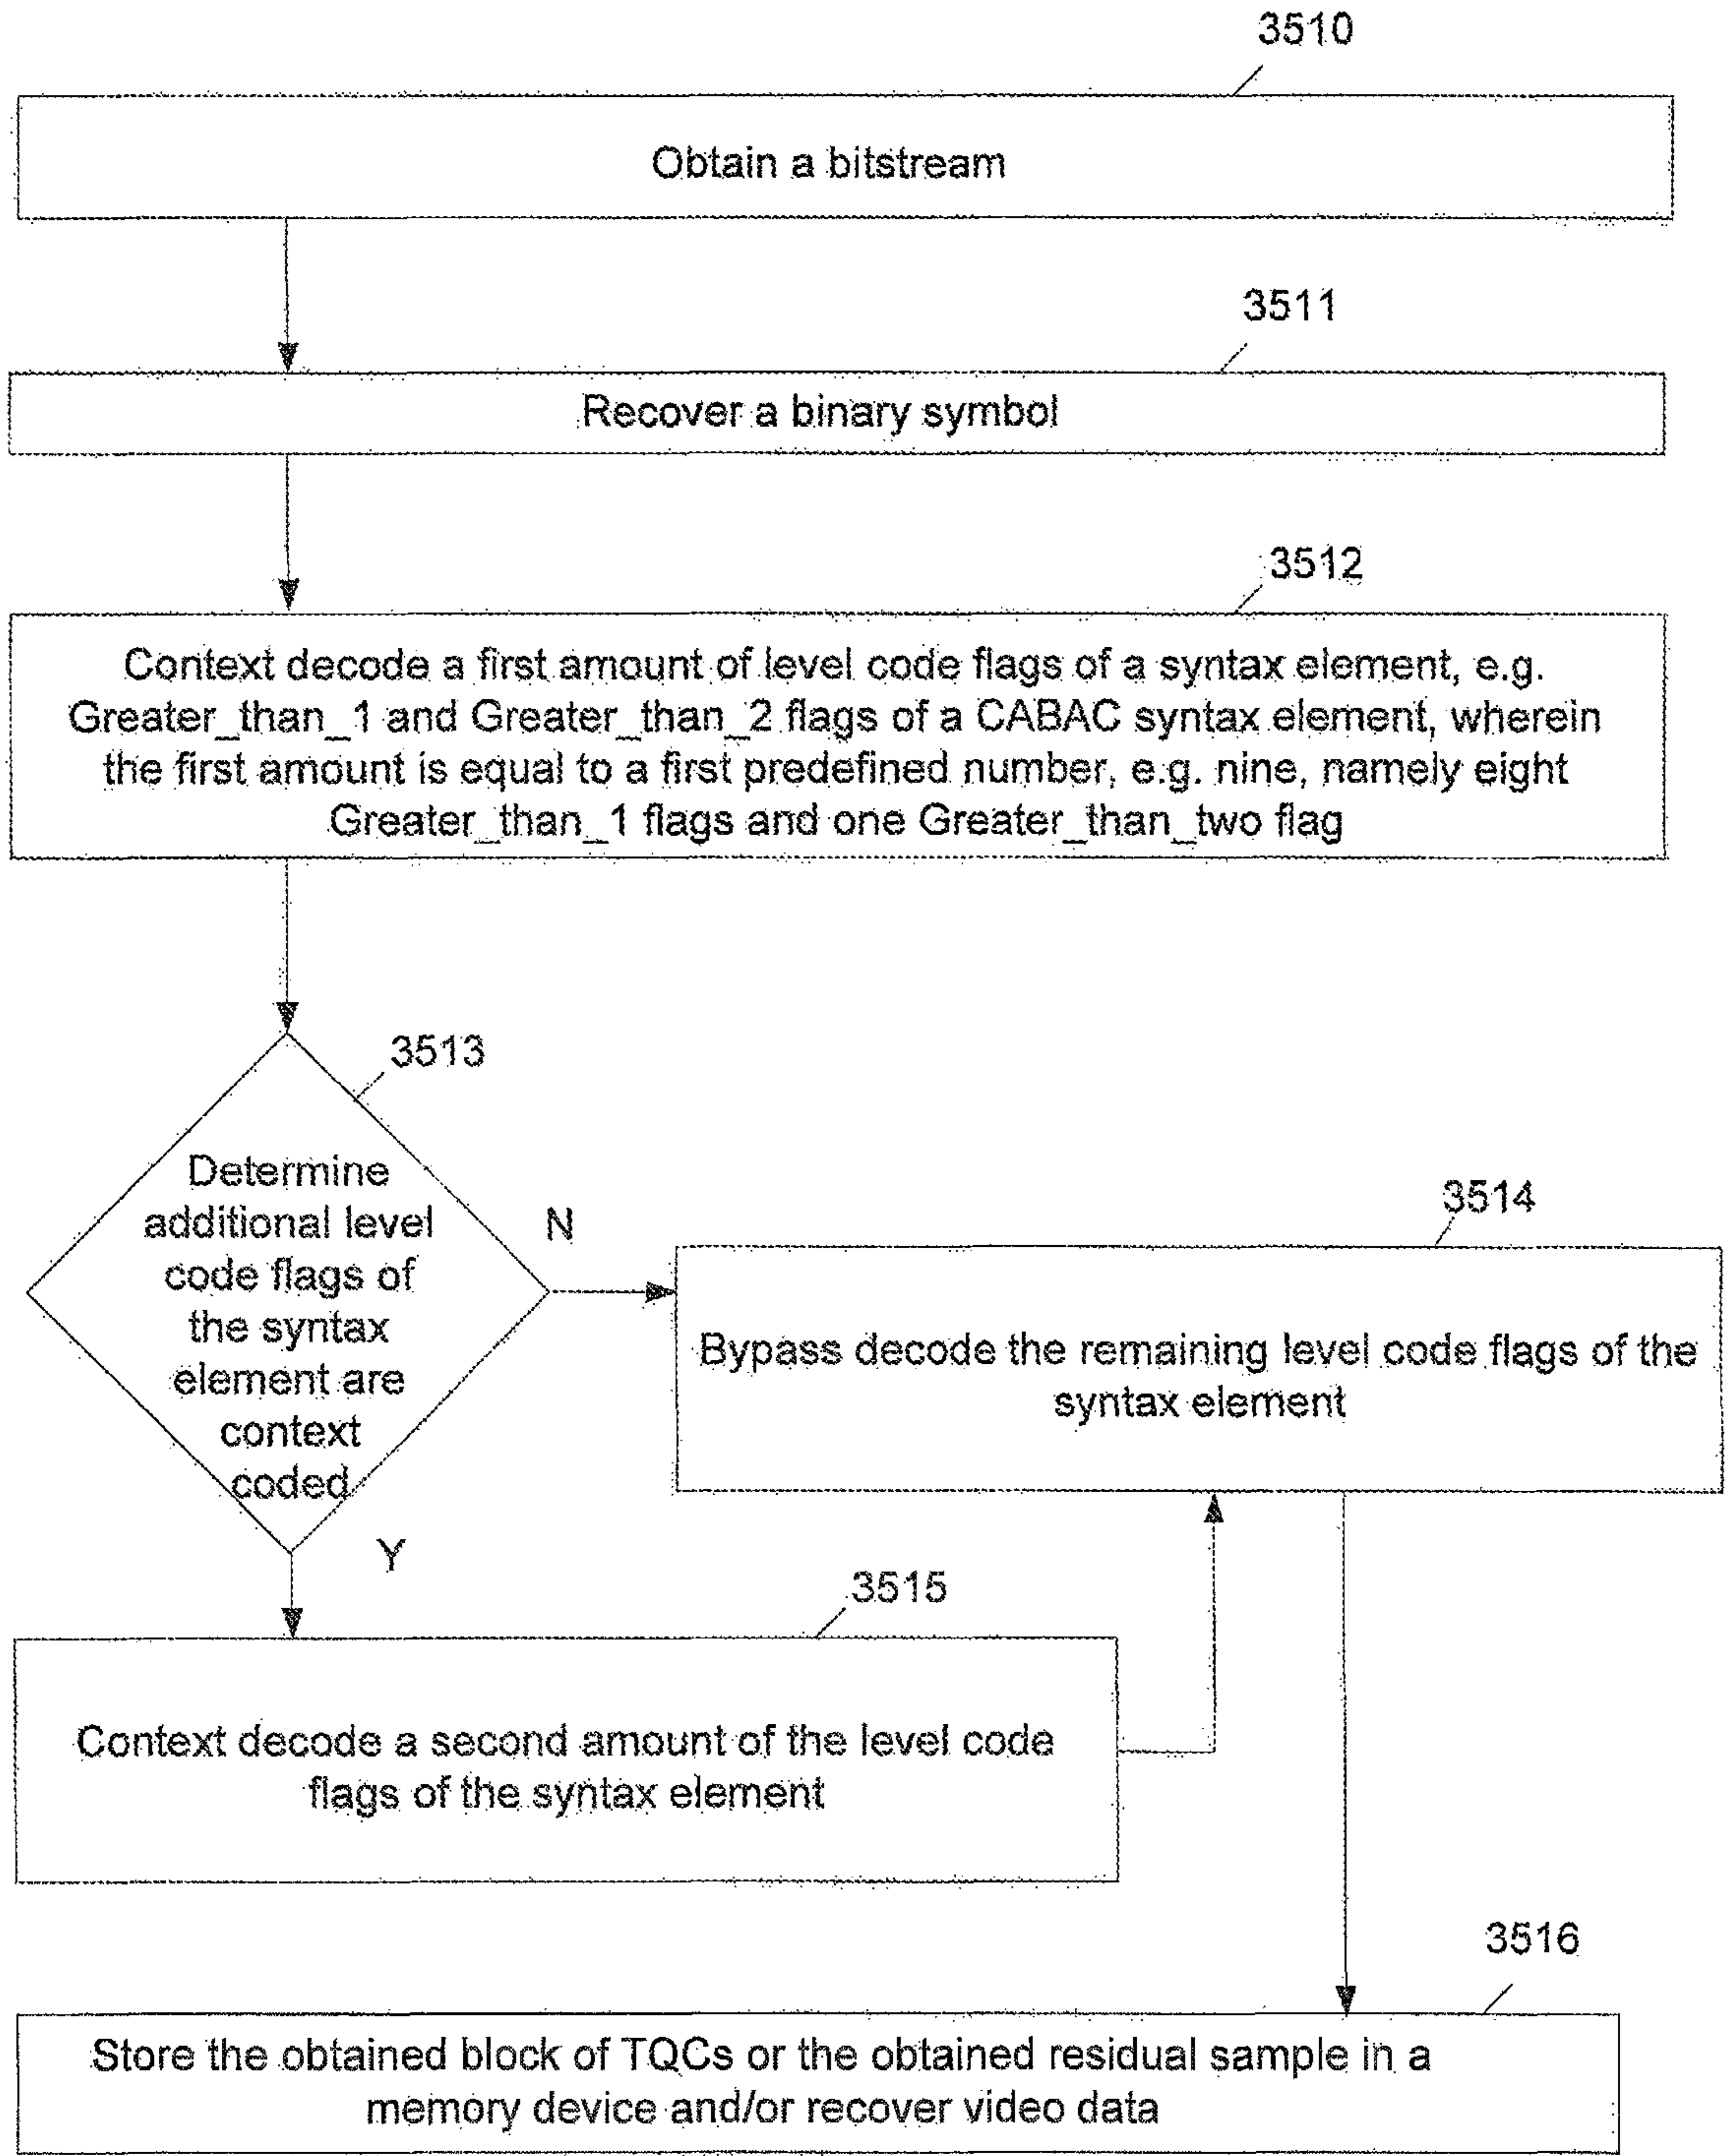 3510
Obtain a bitstream
3511
Recover a binary symbol
3512
Context decode a first amount of level code flags of a syntax element, e.g.
Greater_than_1 and Greater_than_2 flags of a CABAC syntax element, wherein
the first amount is equal to a first predefined number, e.g. nine, namely eight
Greater_than_1 flags and one Greater_than_two flag
3513
Determine
additional level
code flags of
the syntax
element are
context
coded
N
3514
Bypass decode the remaining level code flags of the
syntax element
Y
3515
Context decode a second amount of the level code
flags of the syntax element
3516
Store the obtained block of TQCs or the obtained residual sample in a
memory device and/or recover video data